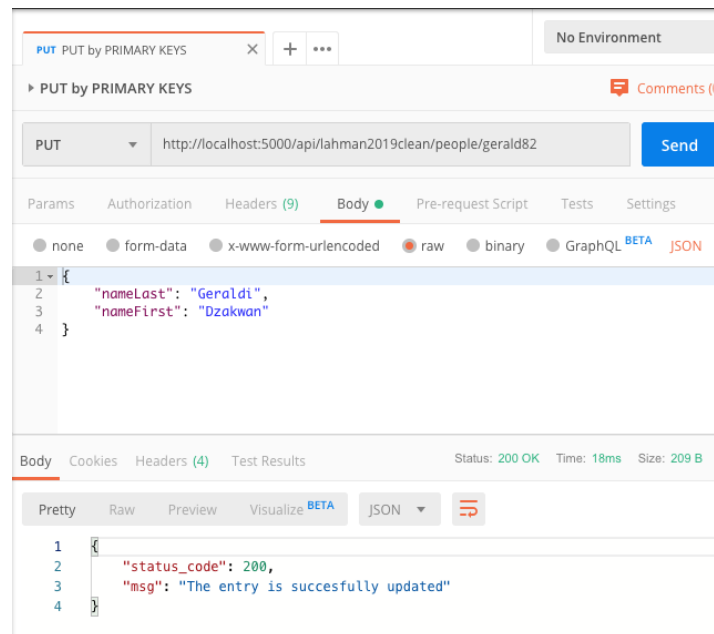 No Environment
PUT PUT by PRIMARY KEYS
PUT by PRIMARY KEYS
Comments (
PUT http://localhost:5000/api/lahman2019clean/people/gerald82 Send
Params Authorization Headers (9) Body Pre-request Script Tests Settings
none form-data x-www-form-urlencoded raw binary GraphQL BETA JSON
1 {
2 "nameLast": "Geraldi",
3 "nameFirst": "Dzakwan"
4 }
Body Cookies Headers (4) Test Results Status: 200 OK Time: 18ms Size: 209 B
Pretty Raw Preview Visualize BETA JSON
1 {
2 "status_code": 200,
3 "msg": "The entry is succesfully updated"
4 }